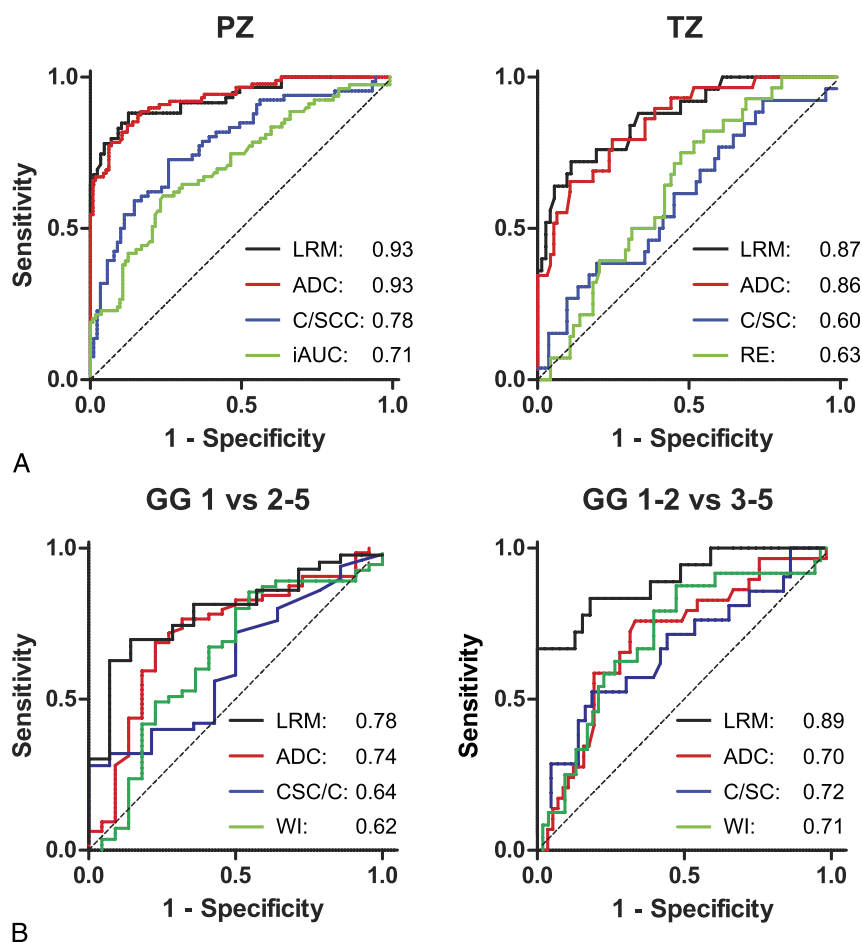 PZ
1.0
0.5
0.0
Sensitivity
LRM: 0.93
ADC: 0.93
C/SCC: 0.78
iAUC: 0.71
0.0 0.5 1.0
1 - Specificity
TZ
1.0
0.5
0.0
Sensitivity
LRM: 0.87
ADC: 0.86
C/SC: 0.60
RE: 0.63
0.0 0.5 1.0
1 - Specificity
A
GG 1 vs 2-5
1.0
0.5
0.0
Sensitivity
LRM: 0.78
ADC: 0.74
CSC/C: 0.64
WI: 0.62
0.0 0.5 1.0
1 - Specificity
GG 1-2 vs 3-5
1.0
0.5
0.0
Sensitivity
LRM: 0.89
ADC: 0.70
C/SC: 0.72
WI: 0.71
0.0 0.5 1.0
1 - Specificity
B